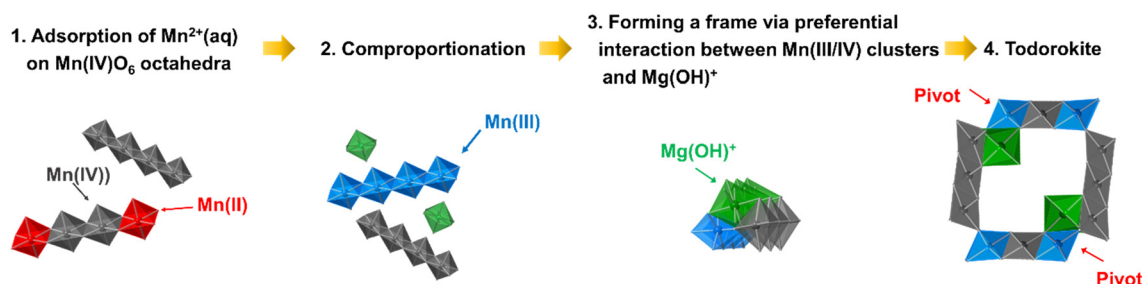 1. Adsorption of Mn²⁺(aq)
on Mn(IV)O₆ octahedra
2. Comproportionation
3. Forming a frame via preferential
interaction between Mn(III/IV) clusters
and Mg(OH)⁺
4. Todorokite
Mn(IV))
Mn(II)
Mn(III)
Mg(OH)⁺
Pivot
Pivot